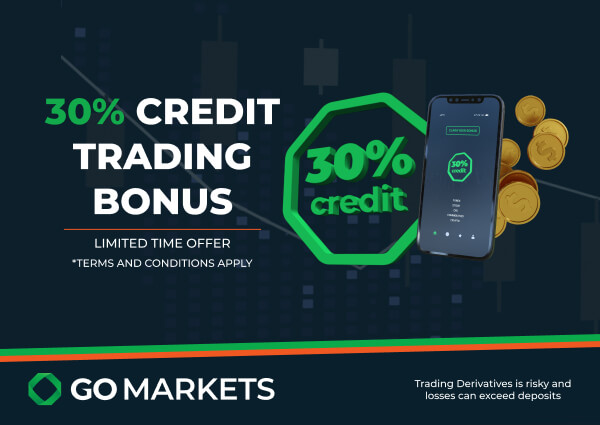 30% CREDIT
TRADING
BONUS
LIMITED TIME OFFER
*TERMS AND CONDITIONS APPLY
30%
credit
30%
credit
GO MARKETS
Trading Derivatives is risky and
losses can exceed deposits